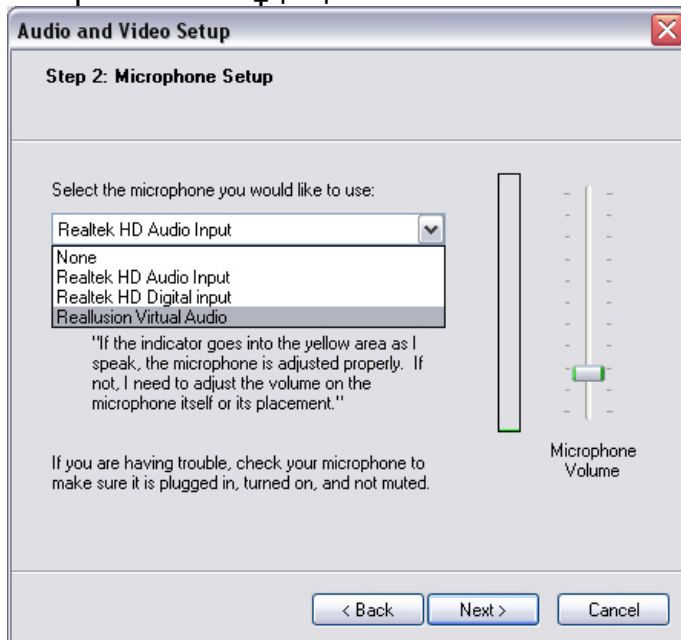 Audio and Video Setup
Step 2: Microphone Setup
Select the microphone you would like to use:
Realtek HD Audio Input
None
Realtek HD Audio Input
Realtek HD Digital input
Reallusion Virtual Audio
"If the indicator goes into the yellow area as I
speak, the microphone is adjusted properly.  If
not, I need to adjust the volume on the
microphone itself or its placement."
If you are having trouble, check your microphone to
make sure it is plugged in, turned on, and not muted.
Microphone
Volume
< Back
Next >
Cancel